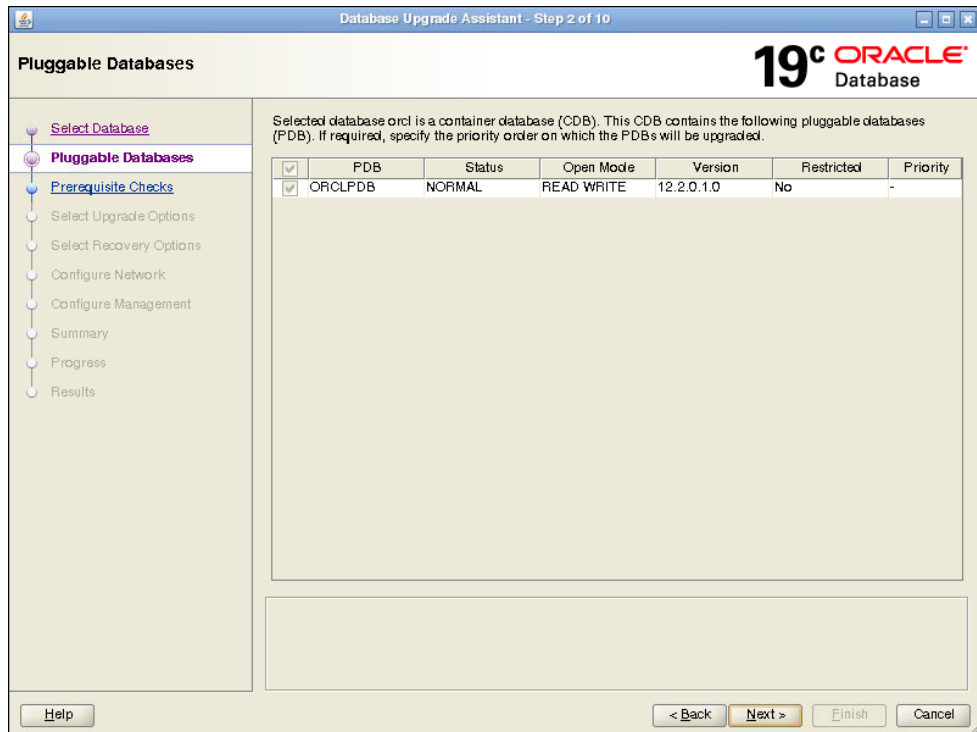 Database Upgrade Assistant - Step 2 of 10
Pluggable Databases
19c ORACLE
Database
Select Database
Pluggable Databases
Prerequisite Checks
Select Upgrade Options
Select Recovery Options
Configure Network
Configure Management
Summary
Progress
Results
Selected database orcl is a container database (CDB). This CDB contains the following pluggable databases
(PDB). If required, specify the priority order on which the PDBs will be upgraded.
PDB Status Open Mode Version Restricted Priority
ORCLPDB NORMAL READ WRITE 12.2.0.1.0 No -
Help < Back Next > Finish Cancel